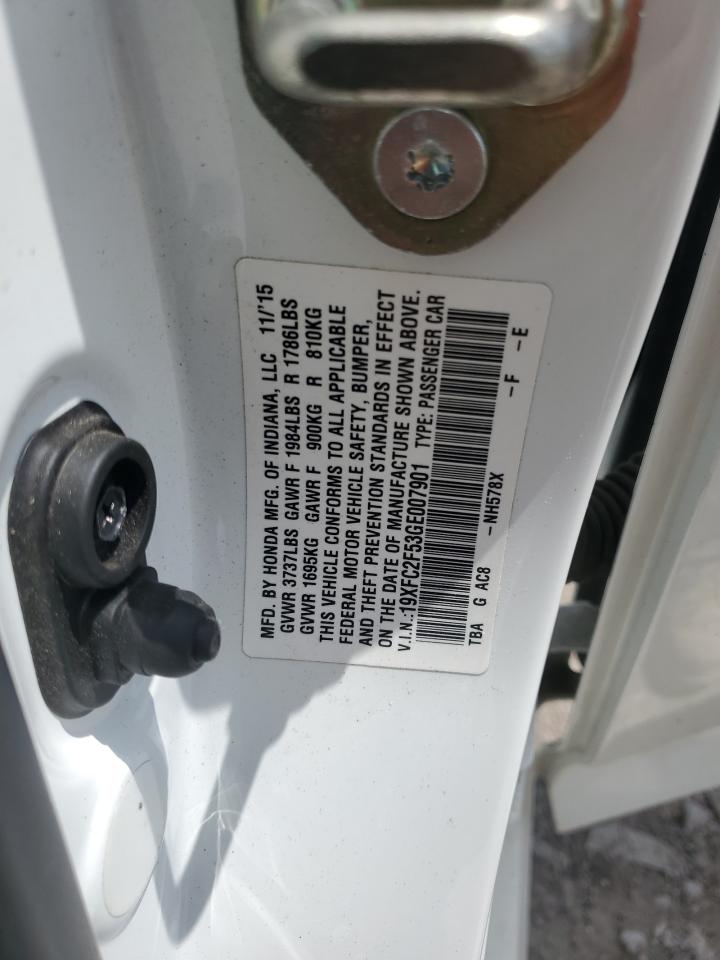 MFD. BY HONDA MFG. OF INDIANA, LLC 11/'15
GVWR 3737LBS GAWR F 1984LBS R 1786LBS
GVWR 1695KG GAWR F 900KG R 810KG
THIS VEHICLE CONFORMS TO ALL APPLICABLE
FEDERAL MOTOR VEHICLE SAFETY, BUMPER,
AND THEFT PREVENTION STANDARDS IN EFFECT
ON THE DATE OF MANUFACTURE SHOWN ABOVE.
V.I.N.:19XFC2F53GE007901 TYPE: PASSENGER CAR
TBA G AC8 -F -E
-NH578X